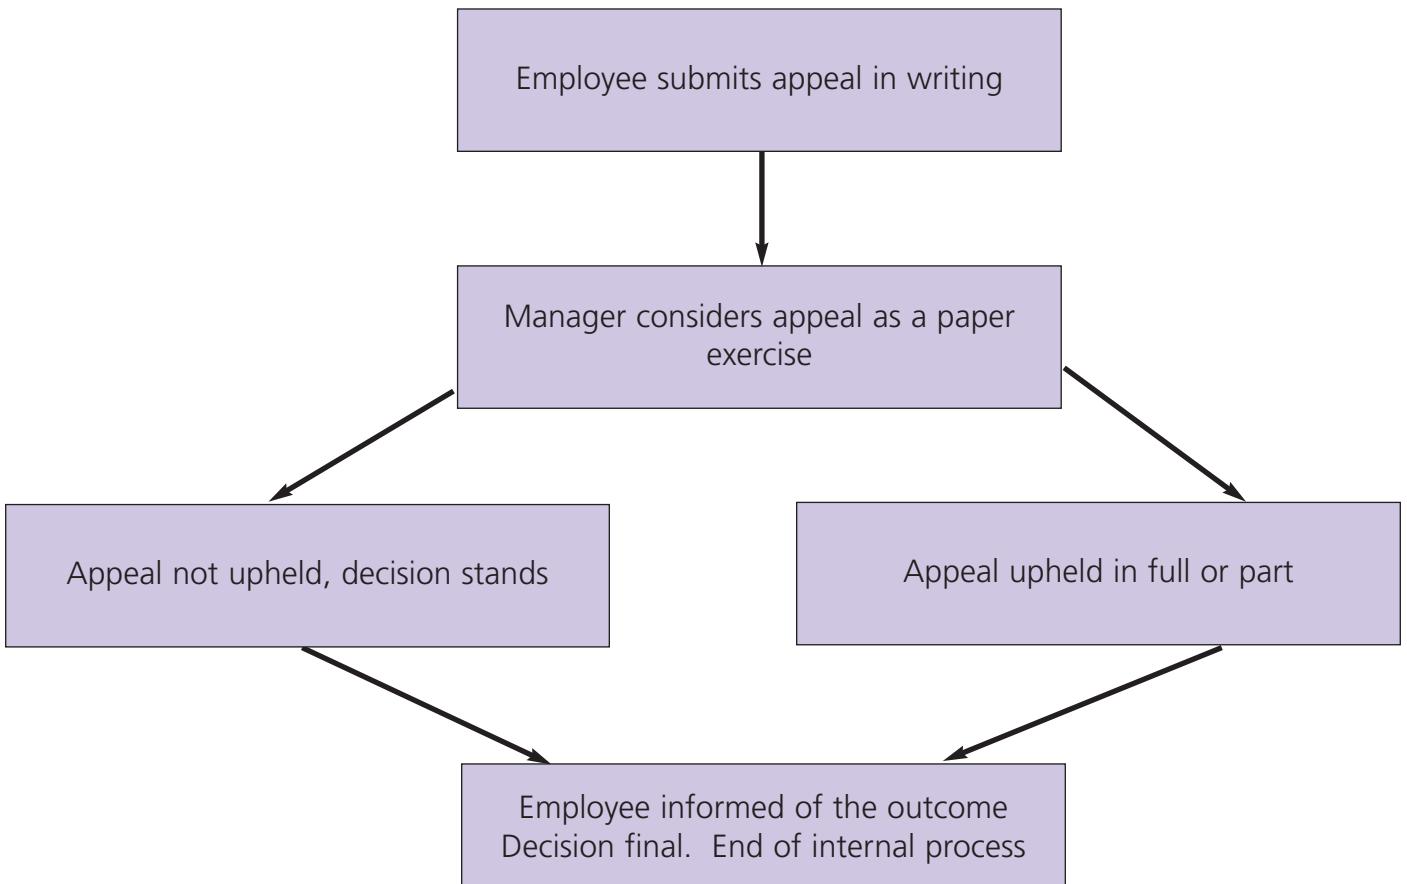 Employee submits appeal in writing
Manager considers appeal as a paper
exercise
Appeal not upheld, decision stands
Appeal upheld in full or part
Employee informed of the outcome
Decision final.  End of internal process